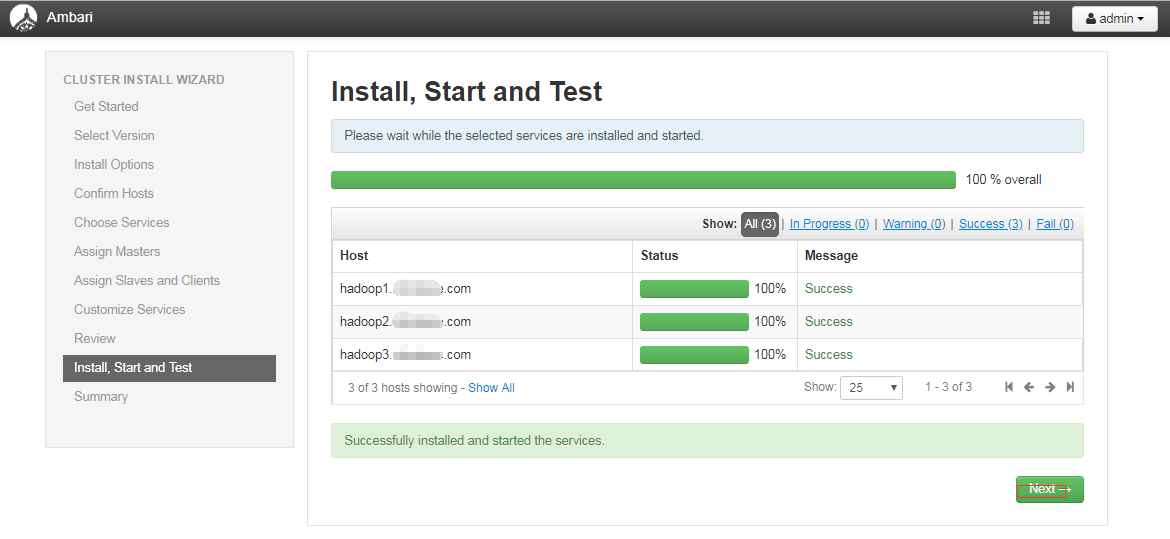 Ambari
admin
CLUSTER INSTALL WIZARD
Get Started
Select Version
Install Options
Confirm Hosts
Choose Services
Assign Masters
Assign Slaves and Clients
Customize Services
Review
Install, Start and Test
Summary
Install, Start and Test
Please wait while the selected services are installed and started.
100 % overall
Show: All (3) | In Progress (0) | Warning (0) | Success (3) | Fail (0)
Host Status Message
hadoop1. .com 100% Success
hadoop2. .com 100% Success
hadoop3. .com 100% Success
3 of 3 hosts showing - Show All Show: 25 1 - 3 of 3
Successfully installed and started the services.
Next →